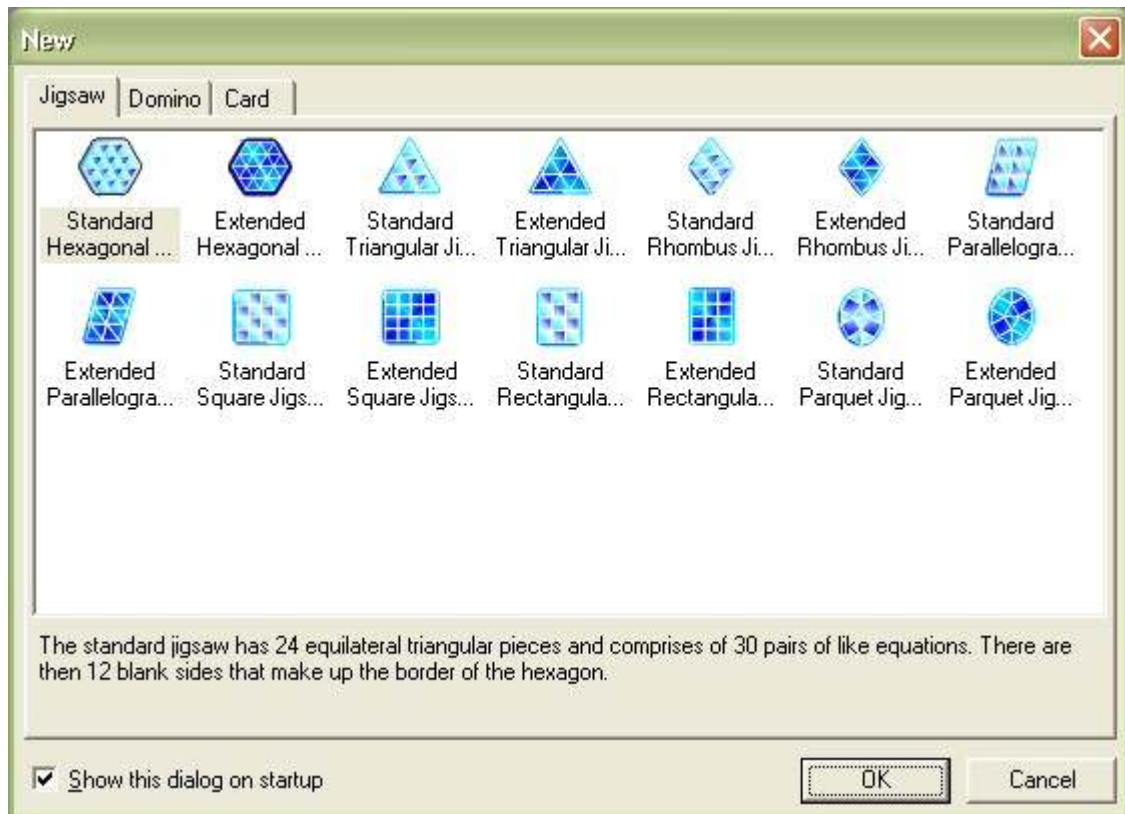 New
Jigsaw Domino Card
Standard Extended Standard Extended Standard Extended Standard
Hexagonal ... Hexagonal ... Triangular Ji... Triangular Ji... Rhombus Ji... Rhombus Ji... Parallelogra...
Extended Standard Extended Standard Extended Standard Extended
Parallelogra... Square Jigs... Square Jigs... Rectangula... Rectangula... Parquet Jig... Parquet Jig...
The standard jigsaw has 24 equilateral triangular pieces and comprises of 30 pairs of like equations. There are
then 12 blank sides that make up the border of the hexagon.
Show this dialog on startup OK Cancel